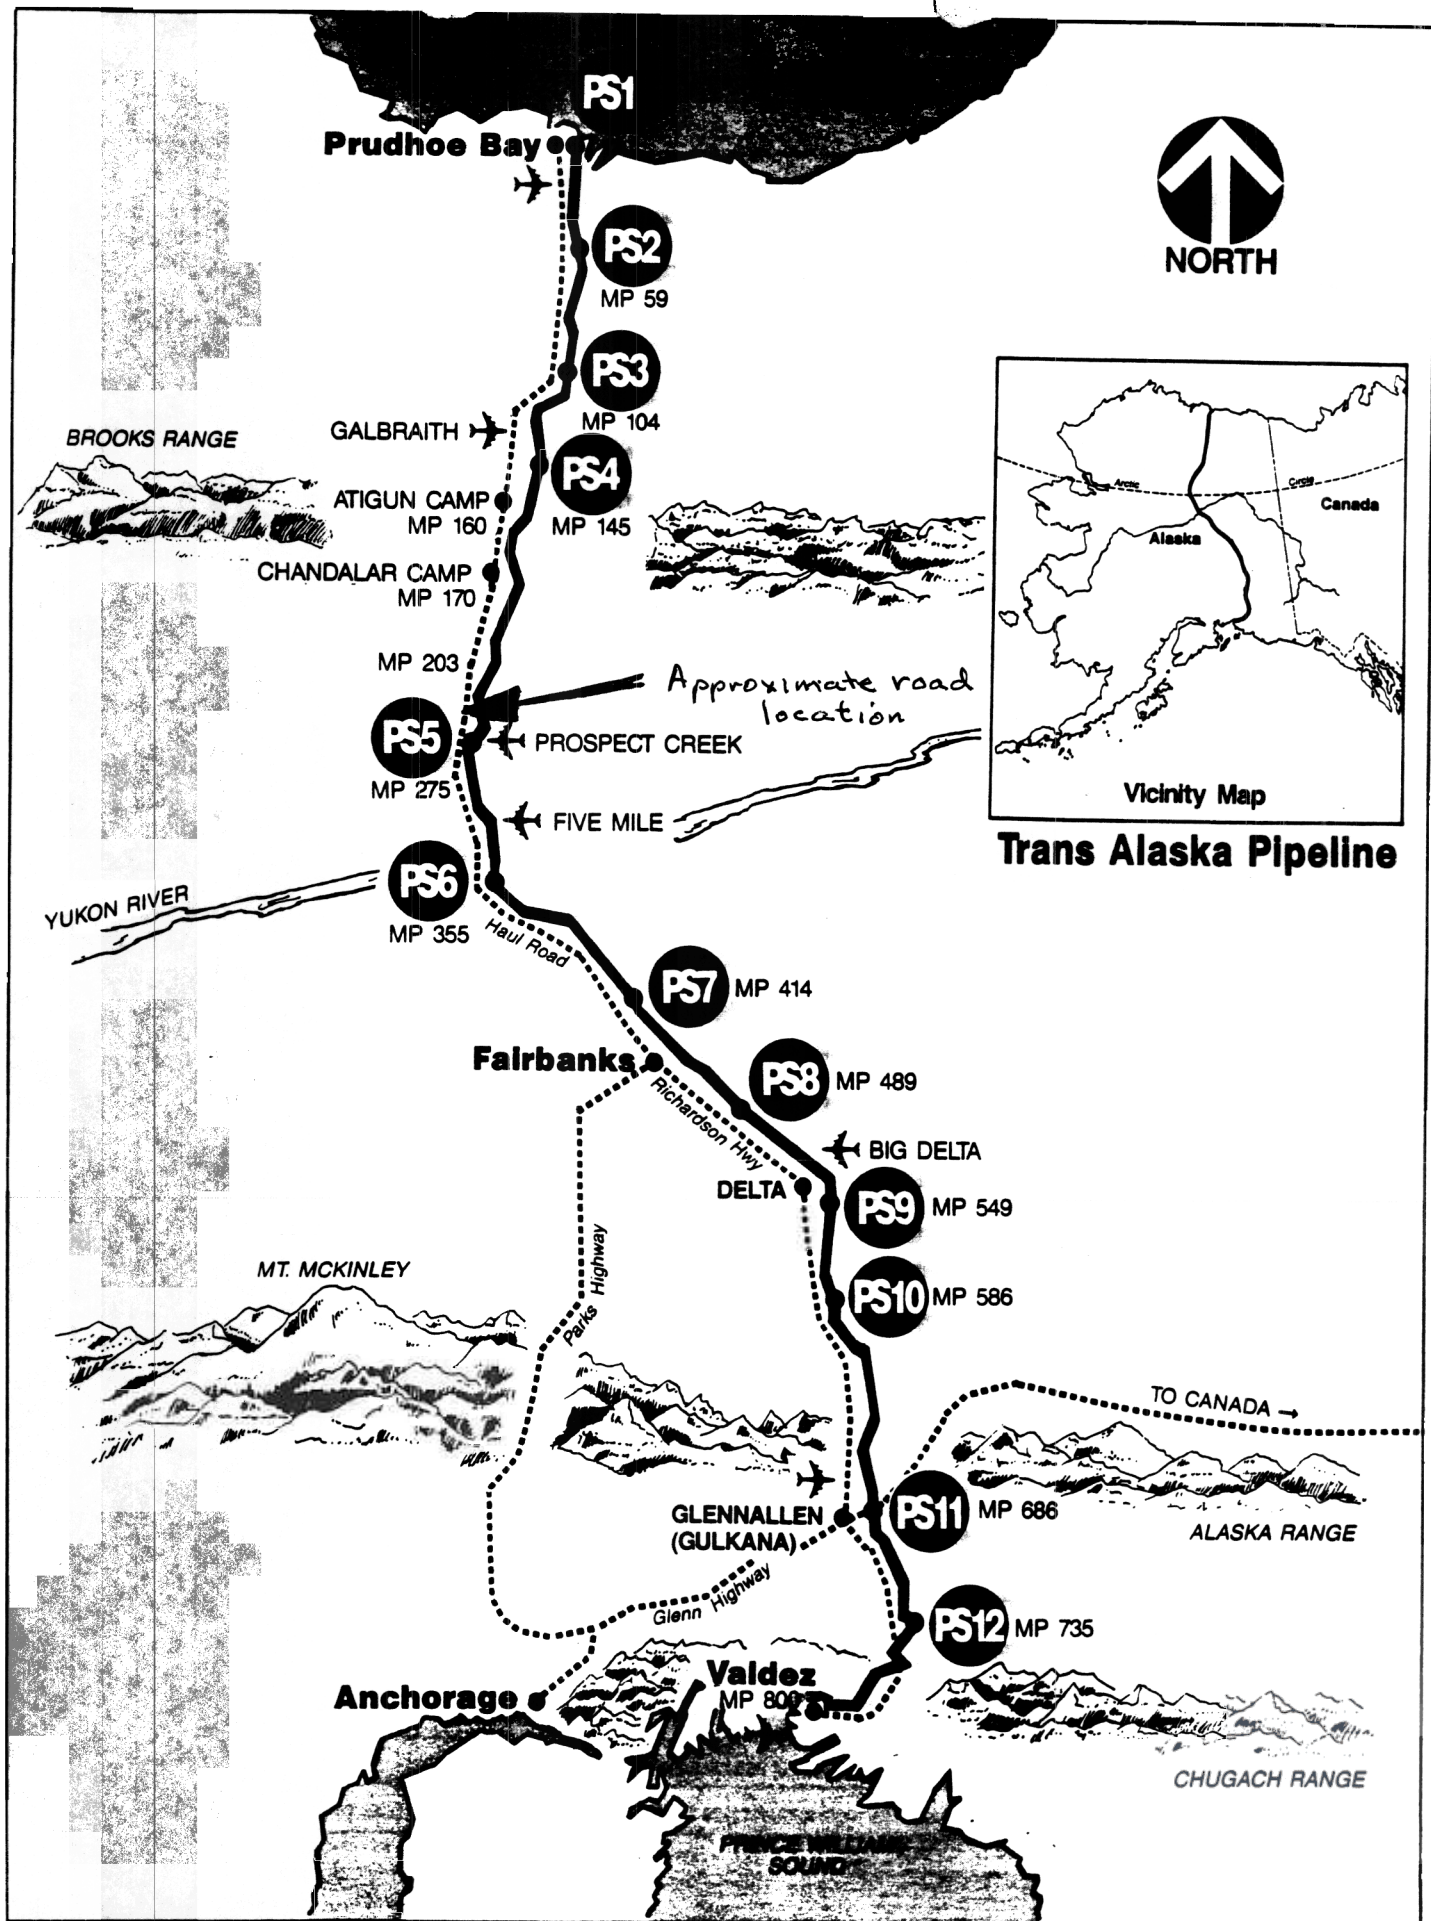 PS1
Prudhoe Bay
NORTH
PS2
MP 59
PS3
MP 104
GALBRAITH
BROOKS RANGE
PS4
MP 145
ATIGUN CAMP
MP 160
CHANDALAR CAMP
MP 170
Arctic
Circle
Canada
Alaska
Vicinity Map
Trans Alaska Pipeline
MP 203
Approximate road
location
PS5
MP 275
PROSPECT CREEK
FIVE MILE
YUKON RIVER
PS6
MP 355
Haul Road
PS7
MP 414
Fairbanks
PS8
MP 489
Richardson Hwy
BIG DELTA
DELTA
PS9
MP 549
PS10
MP 586
MT. MCKINLEY
Parks Highway
TO CANADA →
GLENNALLEN
(GULKANA)
PS11
MP 686
ALASKA RANGE
Glenn Highway
PS12
MP 735
Valdez
MP 800
Anchorage
CHUGACH RANGE
PRINCE WILLIAM
SOUND